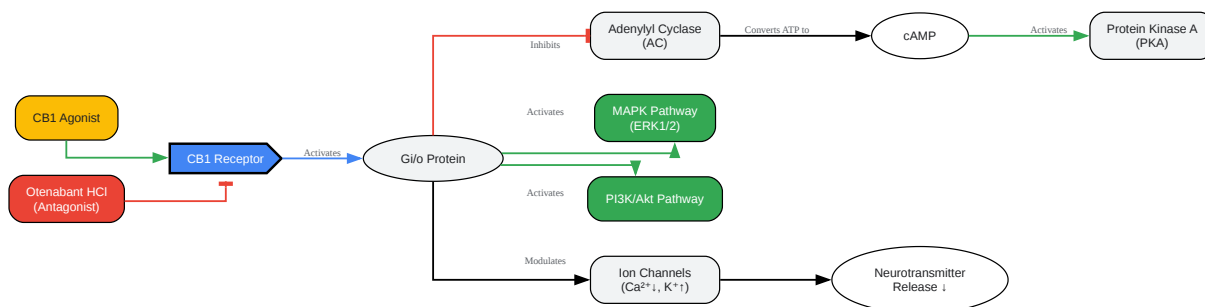 Adenylyl Cyclase
(AC)
Inhibits
Converts ATP to
cAMP
Activates
Protein Kinase A
(PKA)
CB1 Agonist
Activates
MAPK Pathway
(ERK1/2)
CB1 Receptor
Activates
Gi/o Protein
Otenabant HCl
(Antagonist)
Activates
PI3K/Akt Pathway
Modulates
Ion Channels
(Ca²⁺↓, K⁺↑)
Neurotransmitter
Release ↓